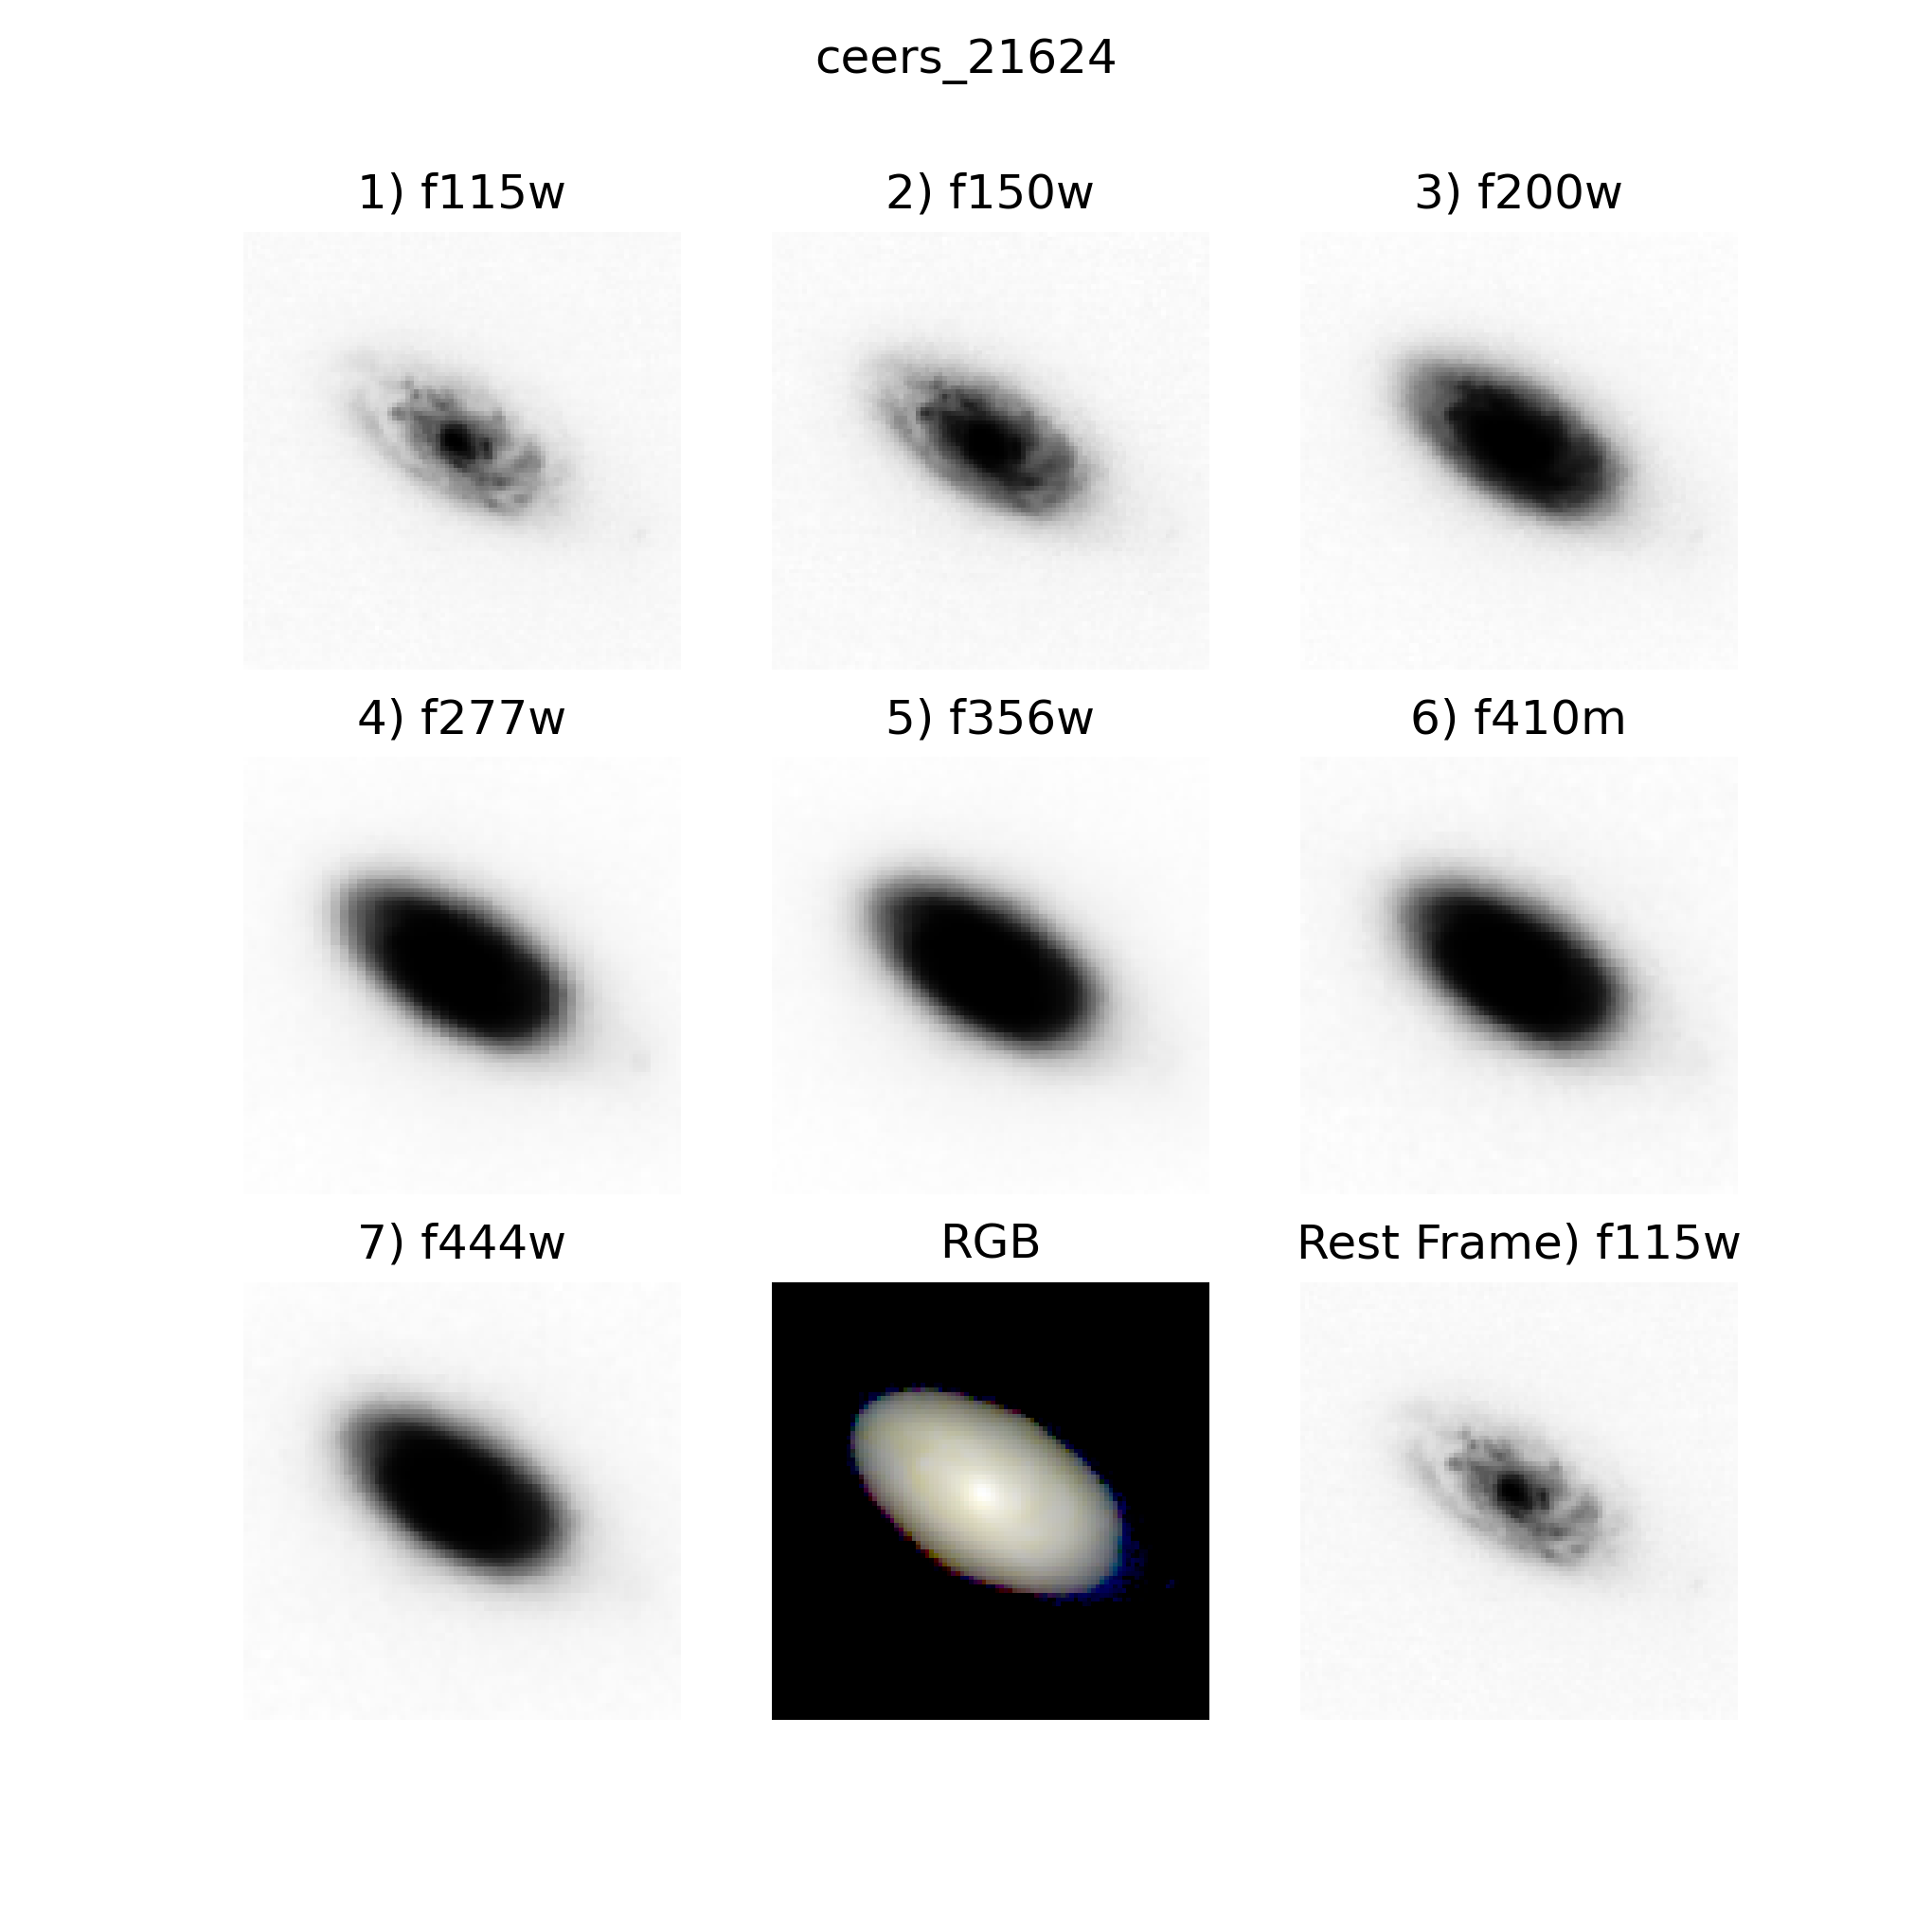 ceers_21624
1) f115w
2) f150w
3) f200w
4) f277w
5) f356w
6) f410m
7) f444w
RGB
Rest Frame) f115w